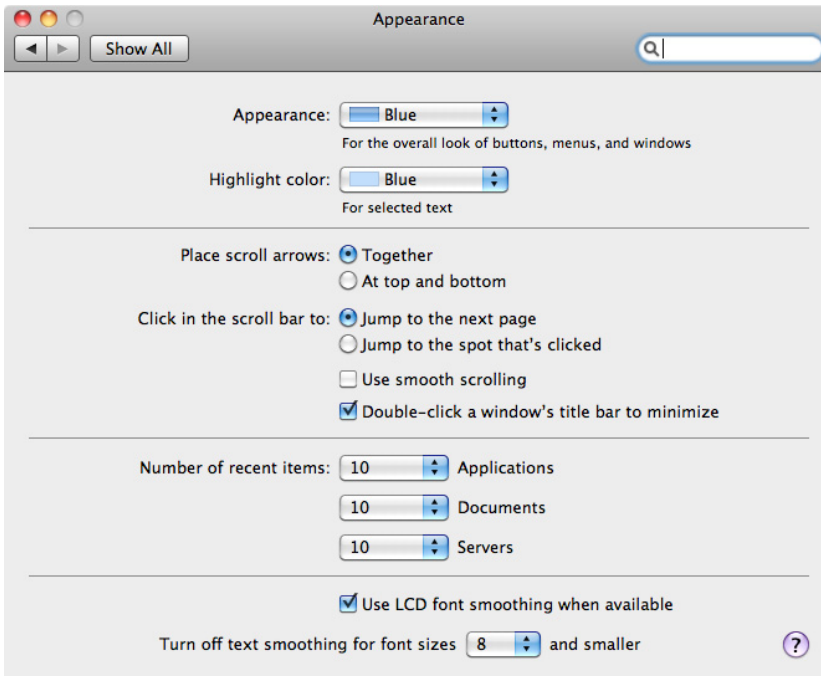 Appearance
Show All
Appearance: Blue
For the overall look of buttons, menus, and windows
Highlight color: Blue
For selected text
Place scroll arrows: Together
At top and bottom
Click in the scroll bar to: Jump to the next page
Jump to the spot that's clicked
Use smooth scrolling
Double-click a window's title bar to minimize
Number of recent items: 10 Applications
10 Documents
10 Servers
Use LCD font smoothing when available
Turn off text smoothing for font sizes 8 and smaller ?